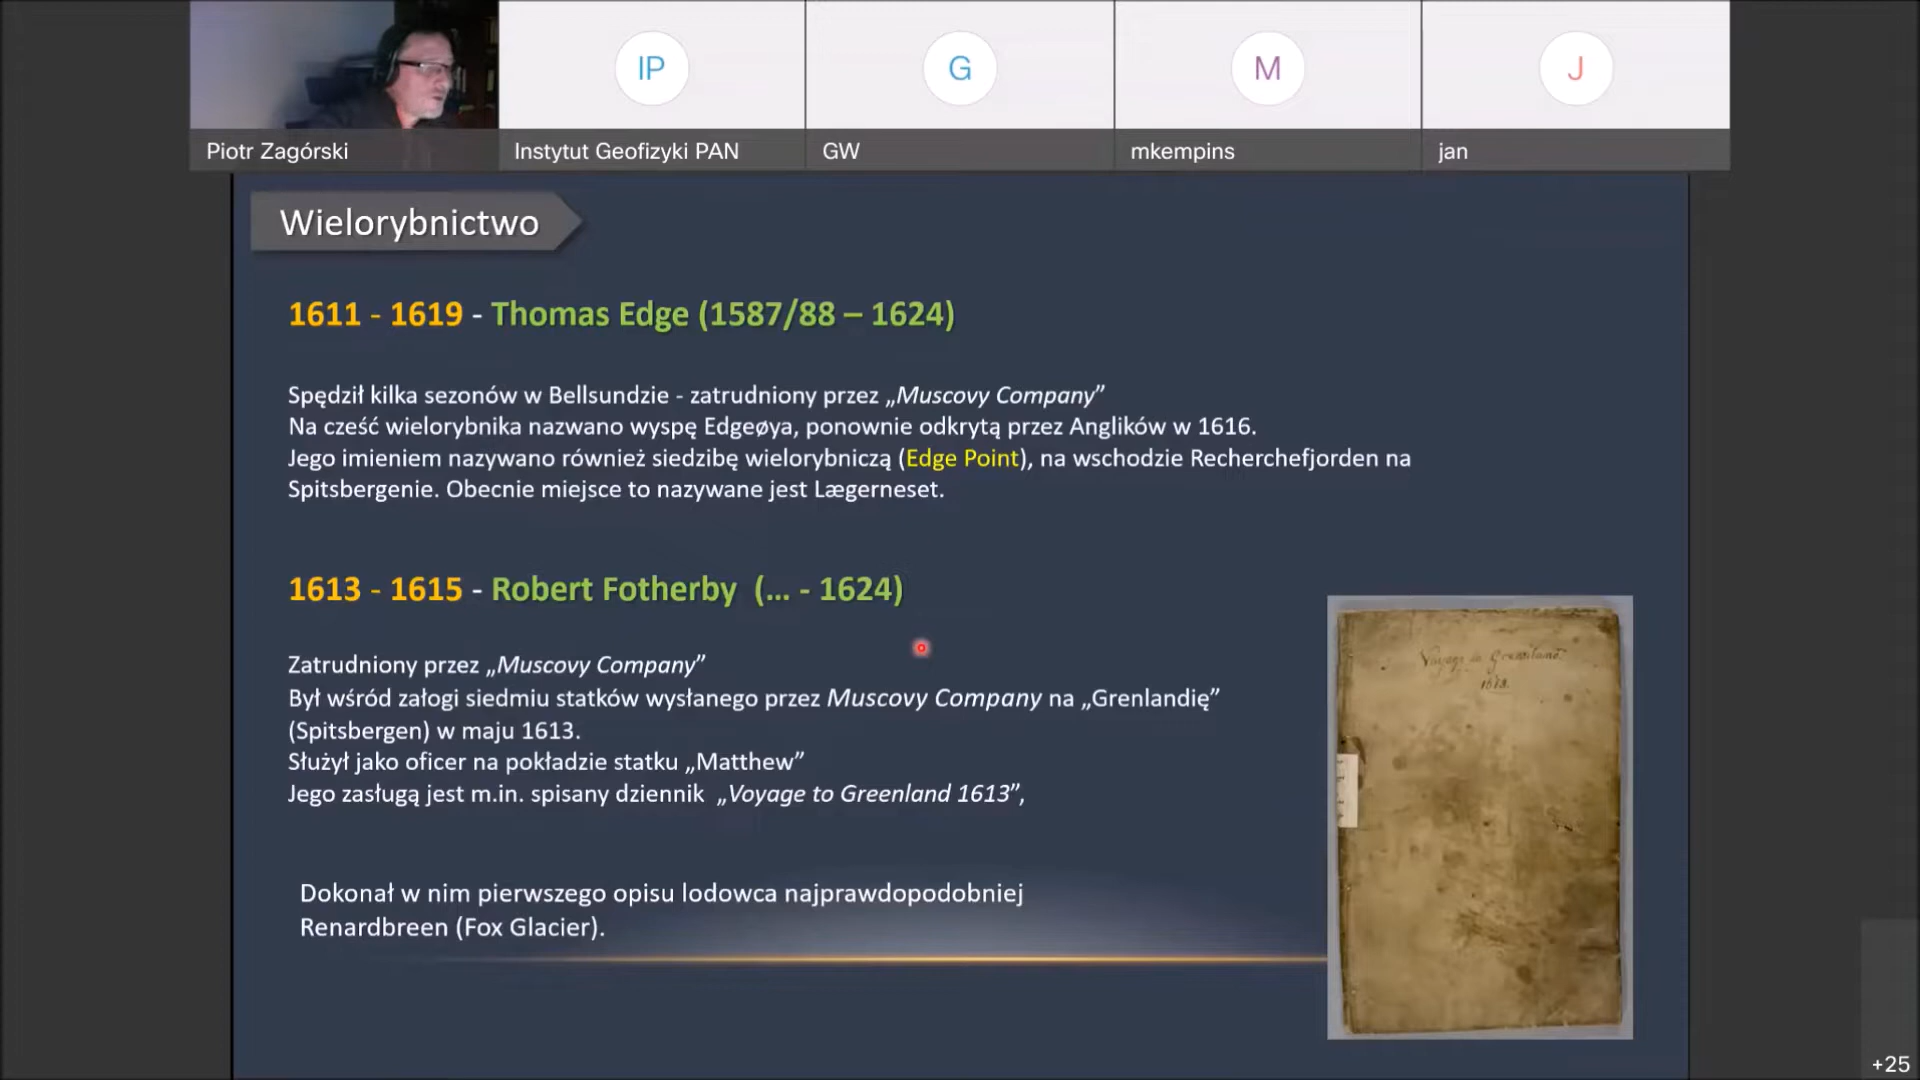 IP
G
M
J
Piotr Zagórski
Instytut Geofizyki PAN
GW
mkempins
jan
Wielorybnictwo
1611 - 1619 - Thomas Edge (1587/88 – 1624)
Spędził kilka sezonów w Bellsundzie - zatrudniony przez „Muscovy Company”
Na cześć wielorybnika nazwano wyspę Edgeøya, ponownie odkrytą przez Anglików w 1616.
Jego imieniem nazywano również siedzibę wielorybniczą (Edge Point), na wschodzie Recherchefjorden na
Spitsbergenie. Obecnie miejsce to nazywane jest Lægerneset.
1613 - 1615 - Robert Fotherby (... - 1624)
Zatrudniony przez „Muscovy Company”
Był wśród załogi siedmiu statków wysłanego przez Muscovy Company na „Grenlandię”
(Spitsbergen) w maju 1613.
Służył jako oficer na pokładzie statku „Matthew”
Jego zasługą jest m.in. spisany dziennik „Voyage to Greenland 1613”,
Dokonał w nim pierwszego opisu lodowca najprawdopodobniej
Renardbreen (Fox Glacier).
1613.
+25